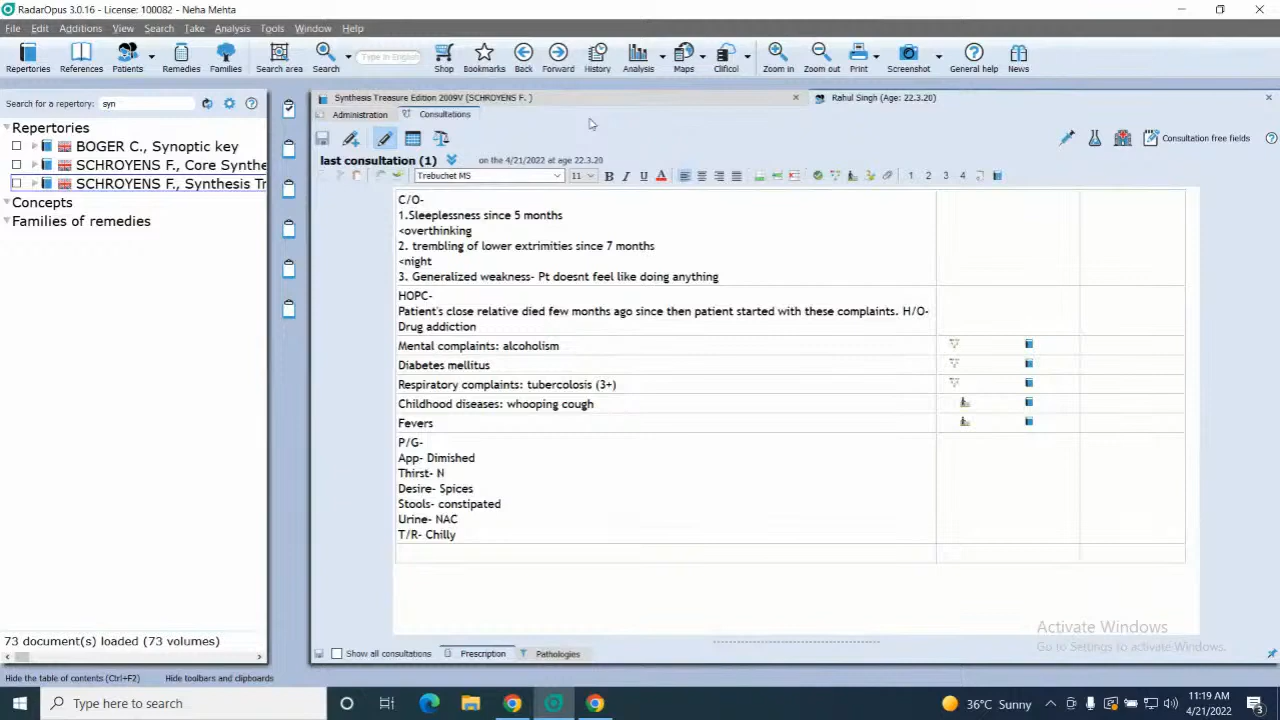 RadarOpus 3.0.16 - License: 100082 - Neha Mehta
File Edit Additions View Search Take Analysis Tools Window Help
Type in English
Repertories References Patients Remedies Families Search area Search Shop Bookmarks Back Forward History Analysis Maps Clificol Zoom in Zoom out Print Screenshot General help News
Search for a repertory: syn
Repertories
BOGER C., Synoptic key
SCHROYENS F., Core Synthe
SCHROYENS F., Synthesis Tr
Concepts
Families of remedies
73 document(s) loaded (73 volumes)
Synthesis Treasure Edition 2009V (SCHROYENS F. )
Rahul Singh (Age: 22.3.20)
Administration Consultations
Consultation free fields
last consultation (1) on the 4/21/2022 at age 22.3.20
Trebuchet MS 11 B I U A 1 2 3 4
C/O-
1.Sleeplessness since 5 months
<overthinking
2. trembling of lower extrimities since 7 months
<night
3. Generalized weakness- Pt doesnt feel like doing anything
HOPC-
Patient's close relative died few months ago since then patient started with these complaints. H/O-
Drug addiction
Mental complaints: alcoholism
Diabetes mellitus
Respiratory complaints: tubercolosis (3+)
Childhood diseases: whooping cough
Fevers
P/G-
App- Dimished
Thirst- N
Desire- Spices
Stools- constipated
Urine- NAC
T/R- Chilly
Activate Windows
Go to Settings to activate Windows.
Show all consultations Prescription Pathologies
Hide the table of contents (Ctrl+F2) Hide toolbars and clipboards
Type here to search
36°C Sunny
11:19 AM
4/21/2022
3